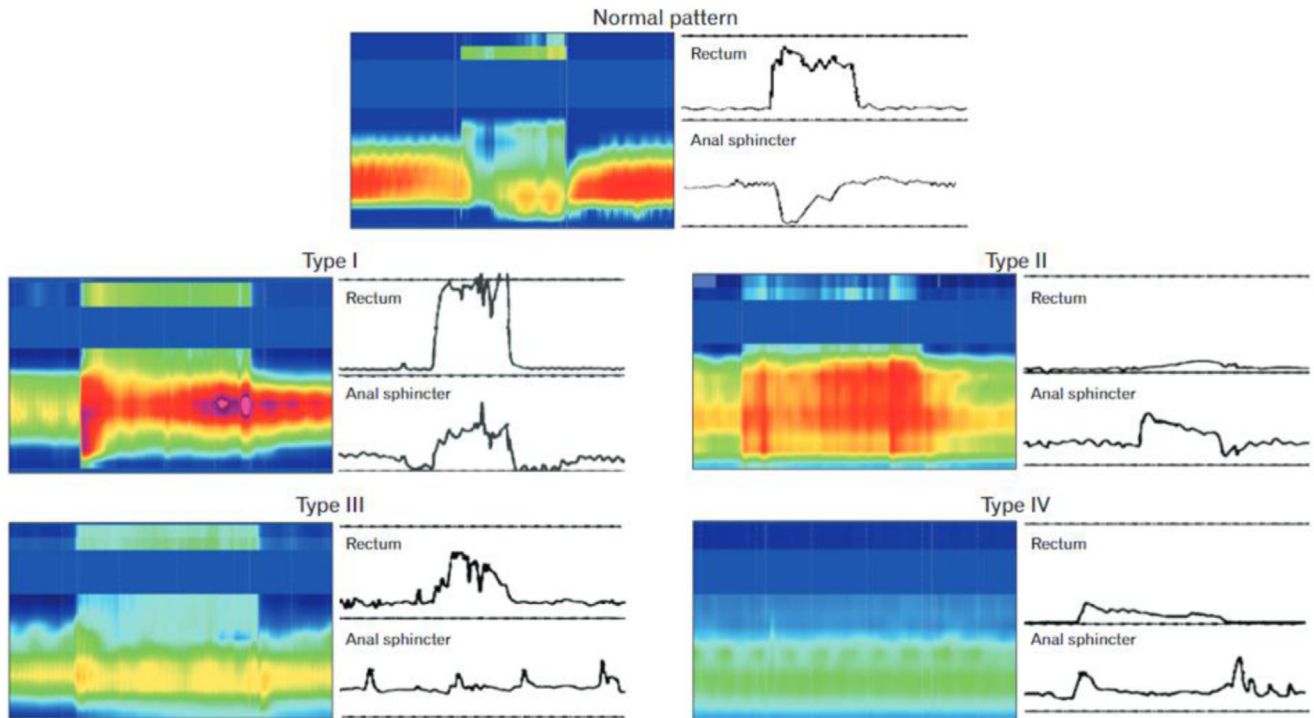 Normal pattern
Rectum
Anal sphincter
Type I
Rectum
Anal sphincter
Type II
Rectum
Anal sphincter
Type III
Rectum
Anal sphincter
Type IV
Rectum
Anal sphincter